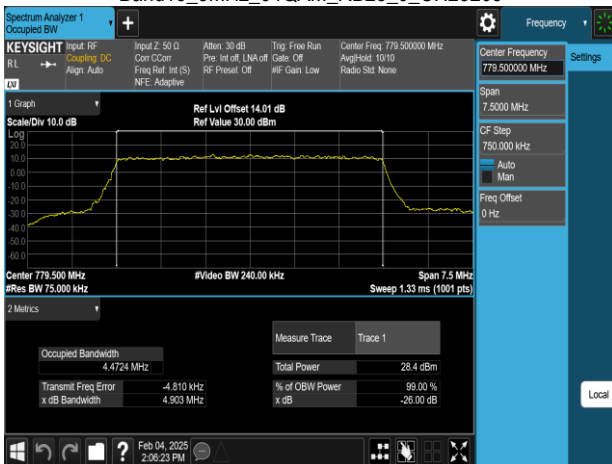 Spectrum Analyzer 1
Occupied BW
+
Frequency
KEYSIGHT
RL
LXI
Input: RF
Coupling: DC
Align: Auto
Input Z: 50 Ω
Corr CCorr
Freq Ref: Int (S)
NFE: Adaptive
Atten: 30 dB
Pre: Int off, LNA off
RF Preset: Off
Trig: Free Run
Gate: Off
#IF Gain: Low
Center Freq: 779.500000 MHz
Avg|Hold: 10/10
Radio Std: None
Center Frequency
779.500000 MHz
Settings
Span
7.5000 MHz
CF Step
750.000 kHz
Auto
Man
Freq Offset
0 Hz
Local
1 Graph
Scale/Div 10.0 dB
Ref Lvl Offset 14.01 dB
Ref Value 30.00 dBm
Log
20.0
10.0
0.00
-10.0
-20.0
-30.0
-40.0
-50.0
-60.0
Center 779.500 MHz
#Video BW 240.00 kHz
Span 7.5 MHz
#Res BW 75.000 kHz
Sweep 1.33 ms (1001 pts)
2 Metrics
Measure Trace
Trace 1
Occupied Bandwidth
4.4724 MHz
Total Power
28.4 dBm
Transmit Freq Error
-4.810 kHz
% of OBW Power
99.00 %
x dB Bandwidth
4.903 MHz
x dB
-26.00 dB
?
Feb 04, 2025
2:06:23 PM